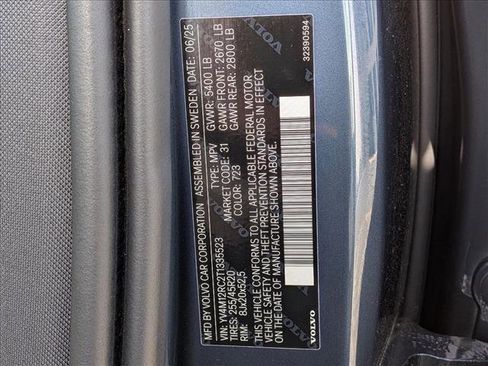 MFD BY VOLVO CAR CORPORATION ASSEMBLED IN SWEDEN DATE: 06/25
VIN: YV4M12RC2T1335523 TYPE: MPV GVWR: 5400 LB
TIRES: 255/45R20 MARKET CODE: 31 GAWR FRONT: 2670 LB
RIM: 8Jx20x52,5 COLOR: 723 GAWR REAR: 2800 LB
THIS VEHICLE CONFORMS TO ALL APPLICABLE FEDERAL MOTOR
VEHICLE SAFETY AND THEFT PREVENTION STANDARDS IN EFFECT
ON THE DATE OF MANUFACTURE SHOWN ABOVE.
VOLVO
32390594